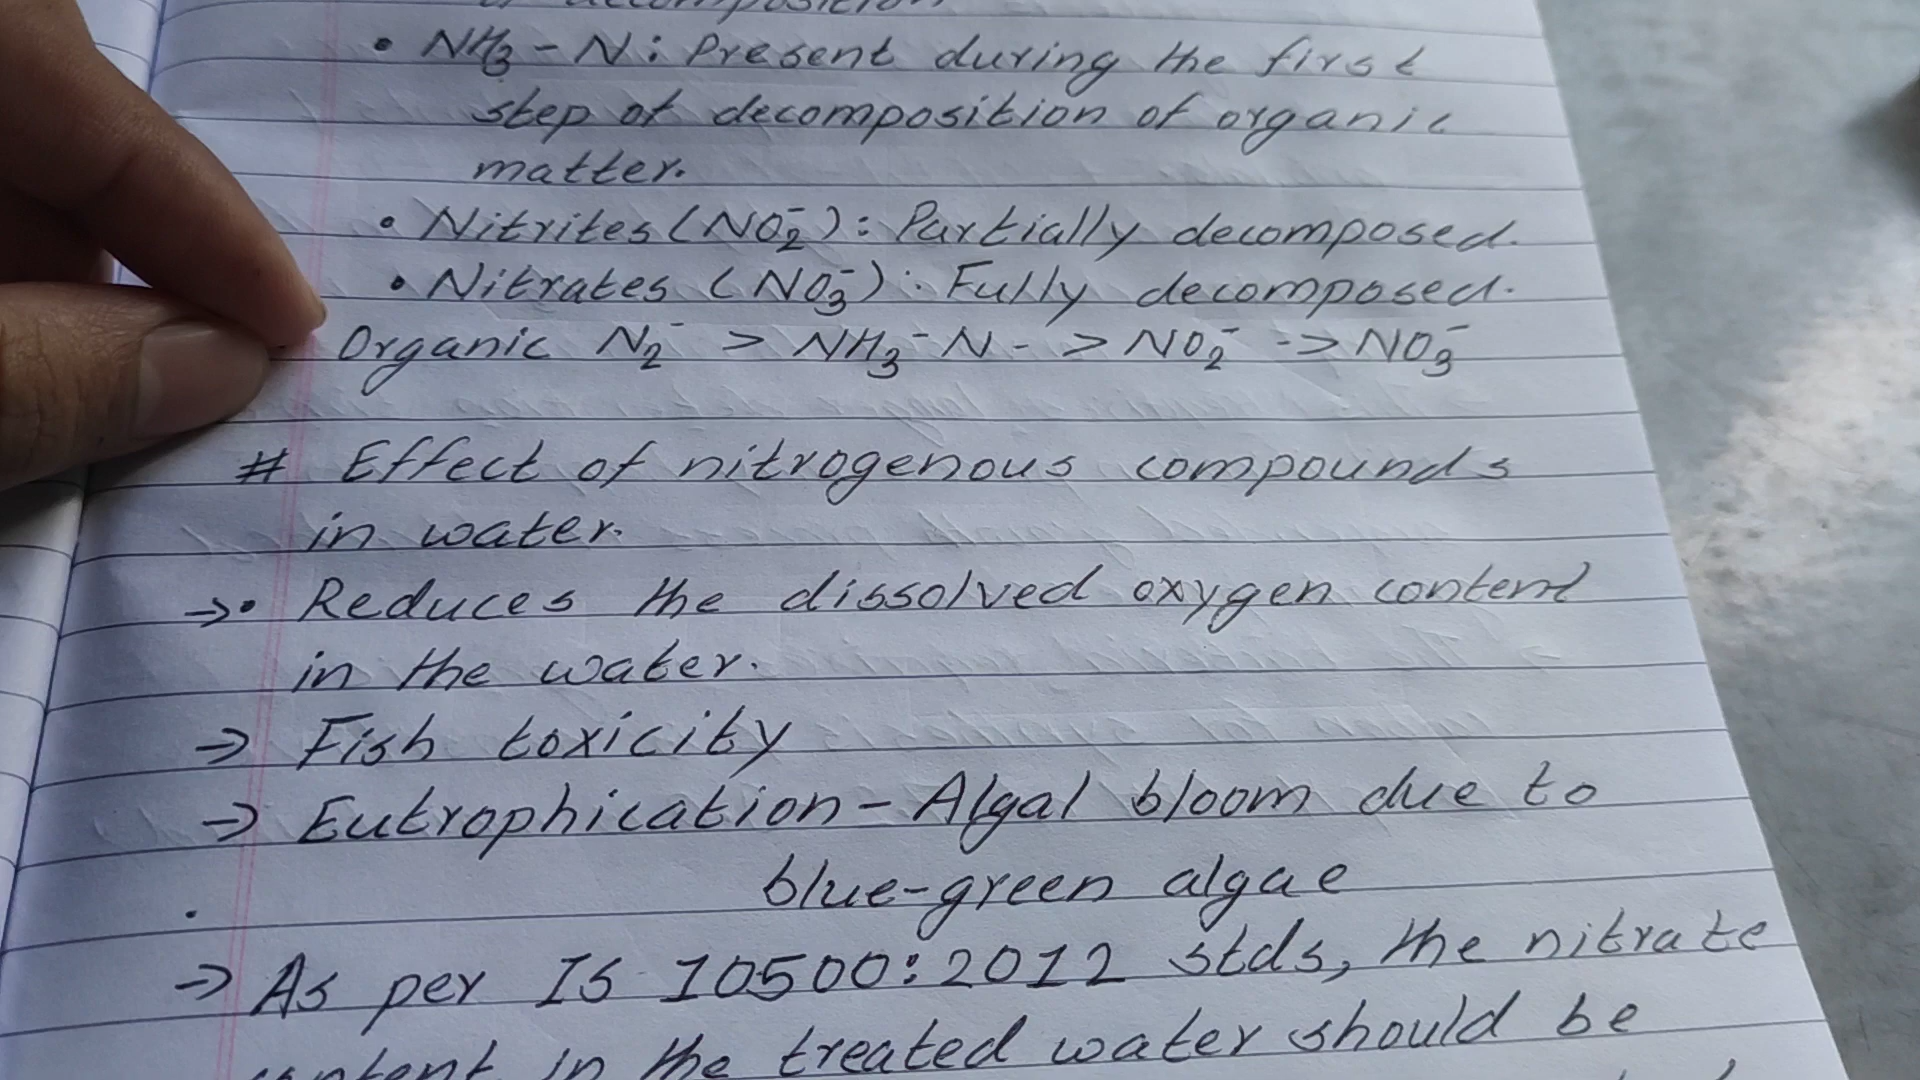 decomposition
• NH₃-N: Present during the first
step of decomposition of organic
matter.
• Nitrites (NO₂⁻): Partially decomposed.
• Nitrates (NO₃⁻): Fully decomposed.
Organic N₂⁻ > NH₃-N-> NO₂⁻ -> NO₃⁻
# Effect of nitrogenous compounds
in water.
→• Reduces the dissolved oxygen content
in the water.
→ Fish toxicity
→ Eutrophication - Algal bloom due to
blue-green algae
→ As per IS 10500:2012 stds, the nitrate
content in the treated water should be